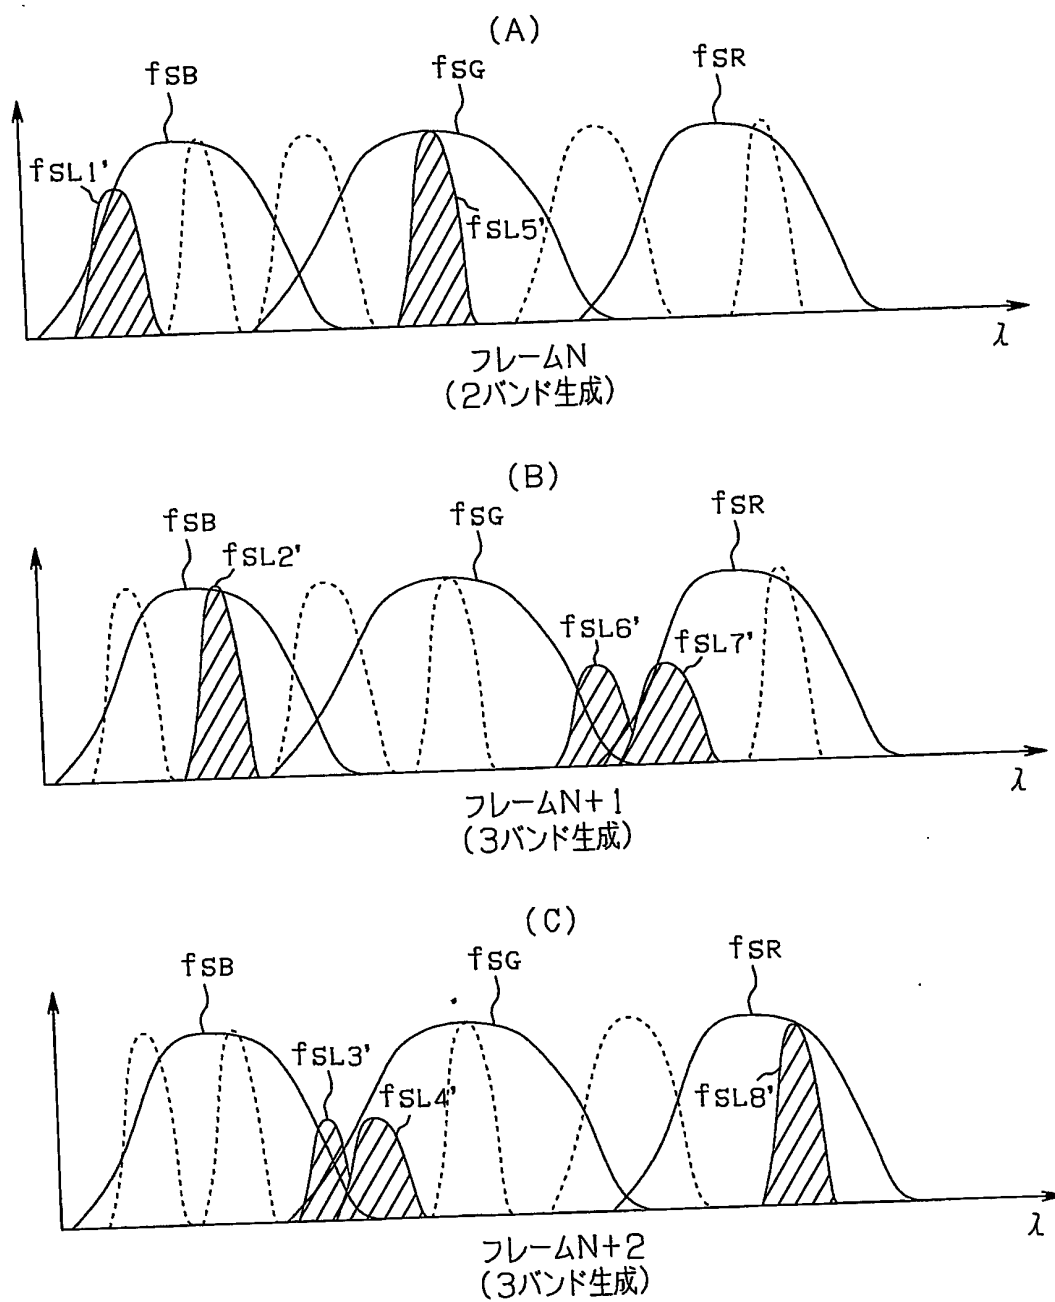 (A)
fSB
fSG
fSR
fSL1'
fSL5'
λ
フレームN
(2バンド生成)
(B)
fSB
fSG
fSR
fSL2'
fSL6'
fSL7'
λ
フレームN+1
(3バンド生成)
(C)
fSB
fSG
fSR
fSL3'
fSL4'
fSL8'
λ
フレームN+2
(3バンド生成)